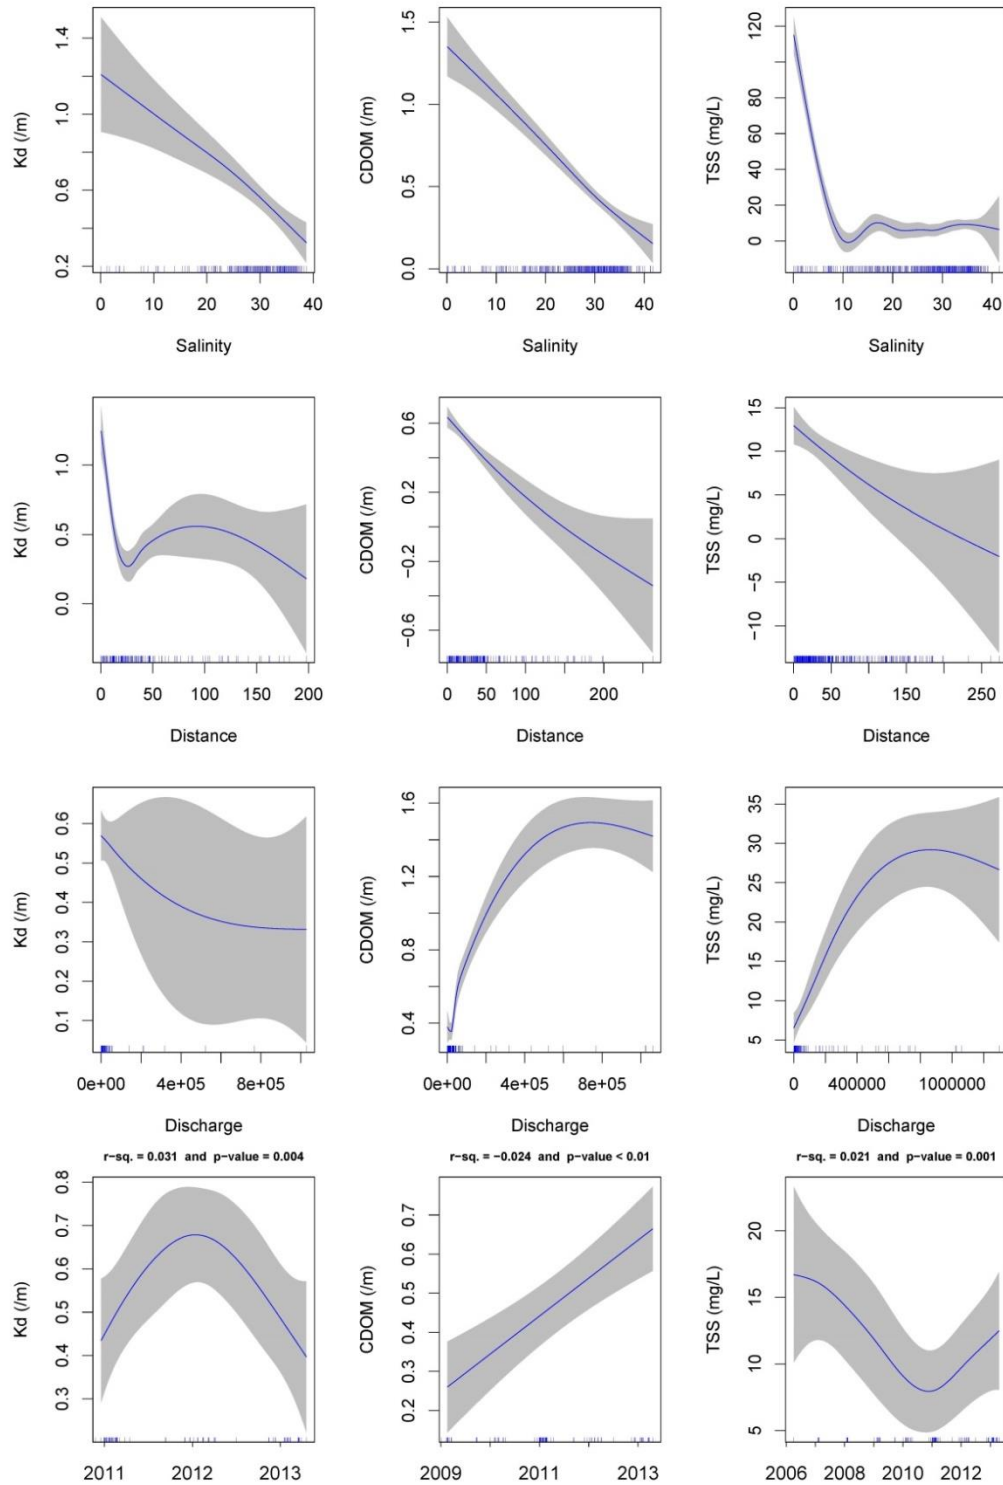 Kd (/m)
1.4
1.0
0.6
0.2
0 10 20 30 40
Salinity
CDOM (/m)
1.5
1.0
0.5
0.0
0 10 20 30 40
Salinity
TSS (mg/L)
120
80
60
40
20
0
0 10 20 30 40
Salinity
Kd (/m)
1.0
0.5
0.0
0 50 100 150 200
Distance
CDOM (/m)
0.6
0.2
−0.2
−0.6
0 50 100 200
Distance
TSS (mg/L)
15
10
5
0
−5
−10
0 50 150 250
Distance
Kd (/m)
0.6
0.5
0.4
0.3
0.2
0.1
0e+00 4e+05 8e+05
Discharge
CDOM (/m)
1.6
1.2
0.8
0.4
0e+00 4e+05 8e+05
Discharge
TSS (mg/L)
35
30
25
20
15
10
5
0 400000 1000000
Discharge
r−sq. = 0.031 and p−value = 0.004
Kd (/m)
0.8
0.7
0.6
0.5
0.4
0.3
2011 2012 2013
r−sq. = −0.024 and p−value < 0.01
CDOM (/m)
0.7
0.6
0.5
0.4
0.3
0.2
2009 2011 2013
r−sq. = 0.021 and p−value = 0.001
TSS (mg/L)
20
15
10
5
2006 2008 2010 2012